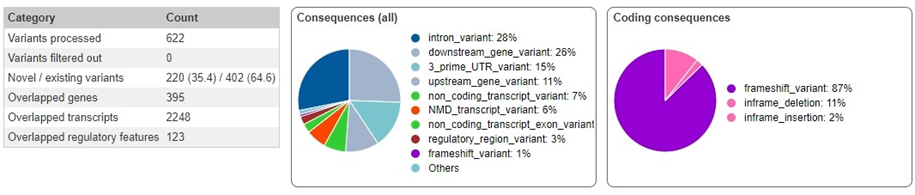 Category Count
Variants processed 622
Variants filtered out 0
Novel / existing variants 220 (35.4) / 402 (64.6)
Overlapped genes 395
Overlapped transcripts 2248
Overlapped regulatory features 123
Consequences (all)
intron_variant: 28%
downstream_gene_variant: 26%
3_prime_UTR_variant: 15%
upstream_gene_variant: 11%
non_coding_transcript_variant: 7%
NMD_transcript_variant: 6%
non_coding_transcript_exon_variant
regulatory_region_variant: 3%
frameshift_variant: 1%
Others
Coding consequences
frameshift_variant: 87%
inframe_deletion: 11%
inframe_insertion: 2%